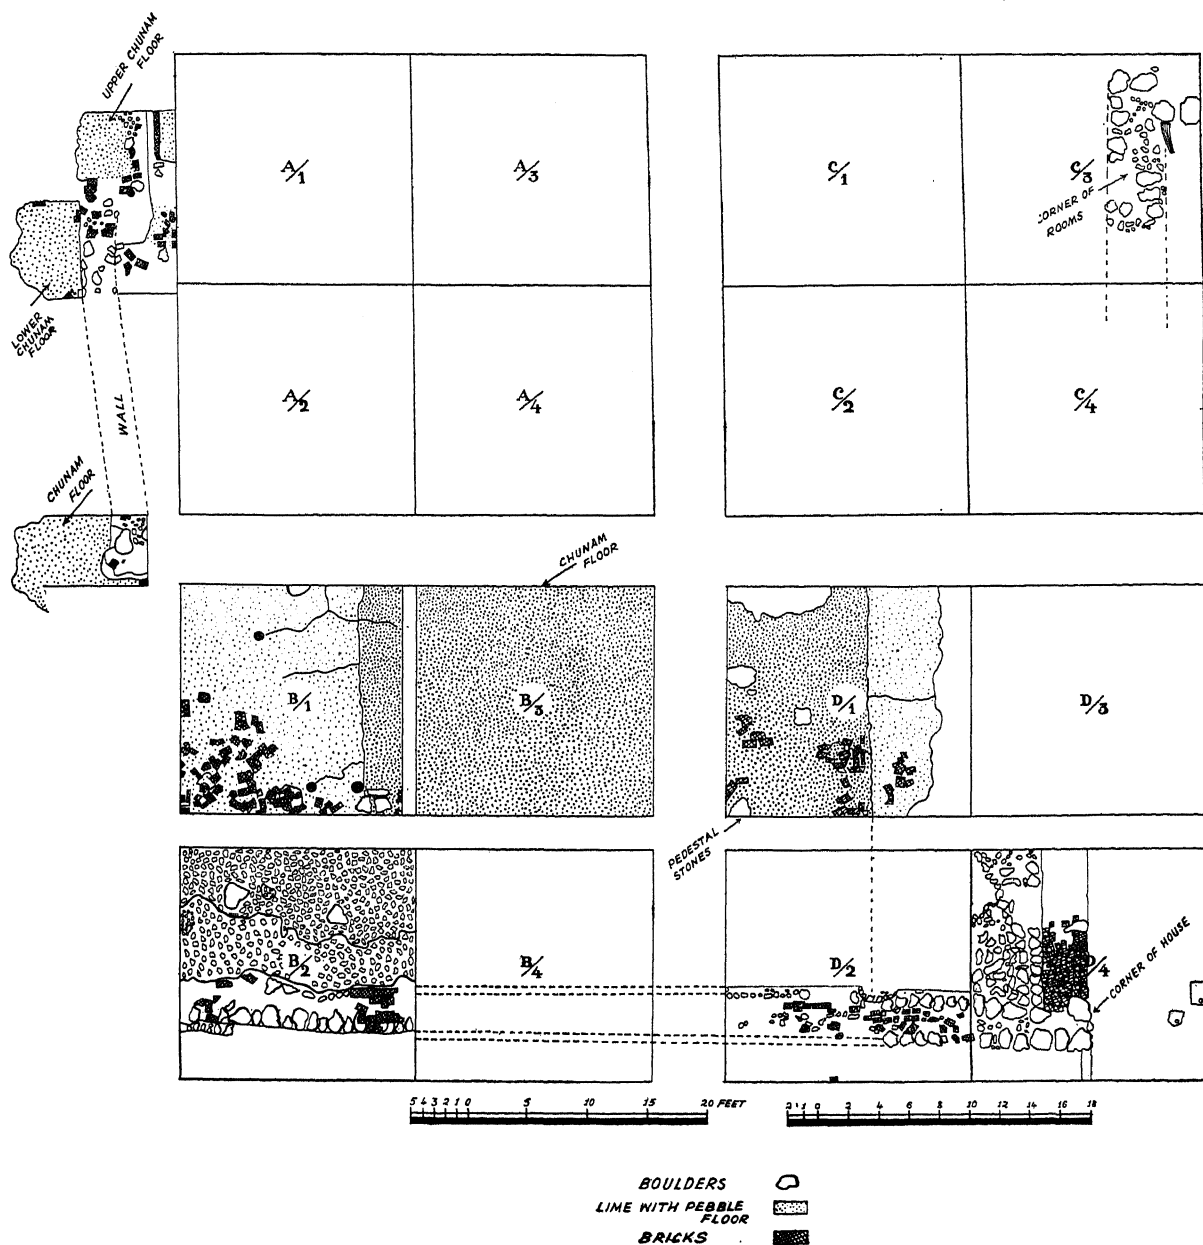 UPPER CHUNAM
FLOOR
A/1
A/3
C/1
C/3
CORNER OF
ROOMS
LOWER
CHUNAM
FLOOR
WALL
A/2
A/4
C/2
C/4
CHUNAM
FLOOR
CHUNAM
FLOOR
B/1
B/3
D/1
D/3
PEDESTAL
STONES
B/2
B/4
D/2
D/4
CORNER OF HOUSE
5 4 3 2 1 0 5 10 15 20 FEET
2 1 0 2 4 6 8 10 12 14 16 18
BOULDERS
LIME WITH PEBBLE
FLOOR
BRICKS